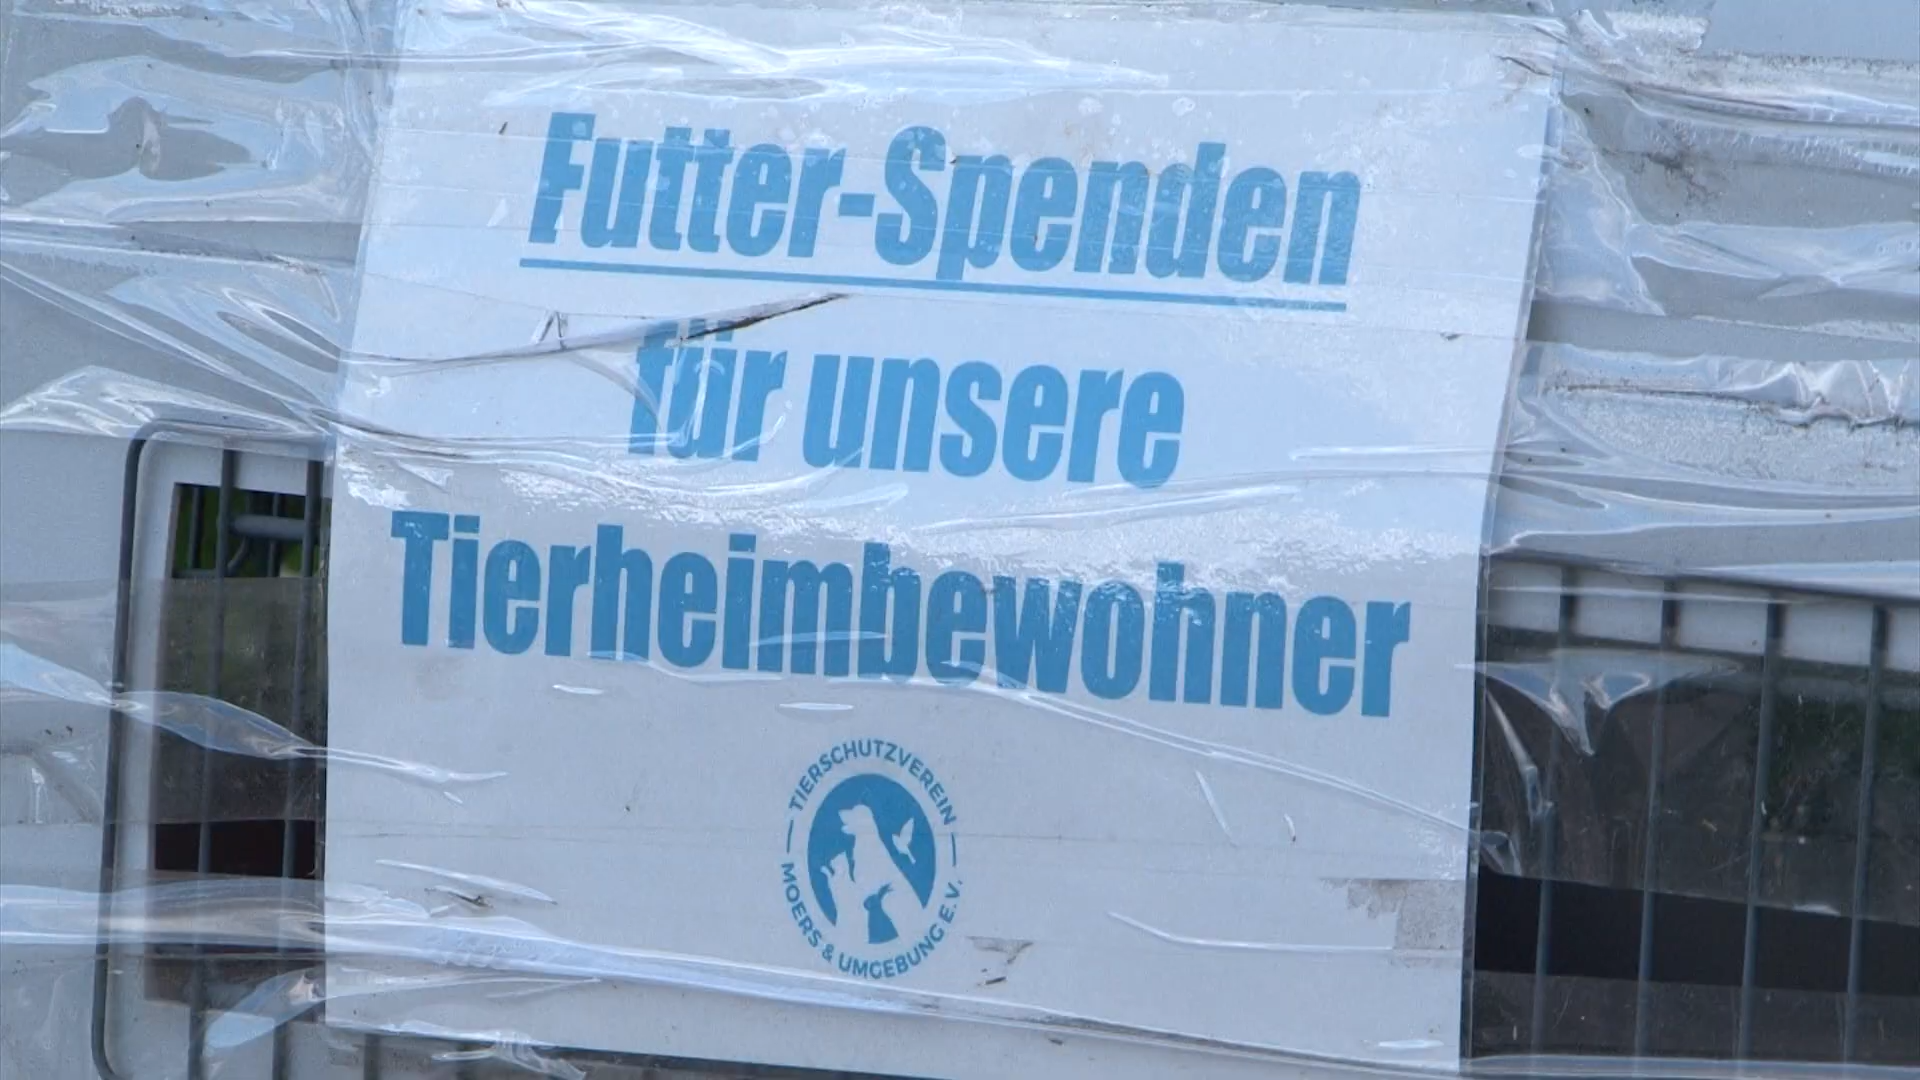 Futter-Spenden
für unsere
Tierheimbewohner
TIERSCHUTZVEREIN
MOERS & UMGEBUNG E.V.